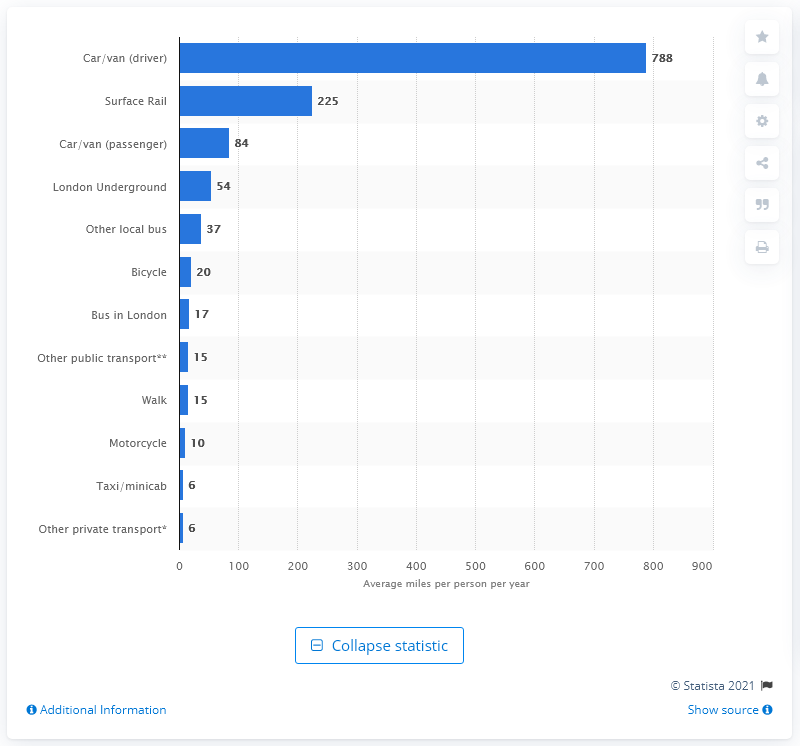 Car/van (driver) 788
Surface Rail 225
Car/van (passenger) 84
London Underground 54
Other local bus 37
Bicycle 20
Bus in London 17
Other public transport** 15
Walk 15
Motorcycle 10
Taxi/minicab 6
Other private transport* 6
0 100 200 300 400 500 600 700 800 900
Average miles per person per year
Collapse statistic
© Statista 2021
Additional Information
Show source